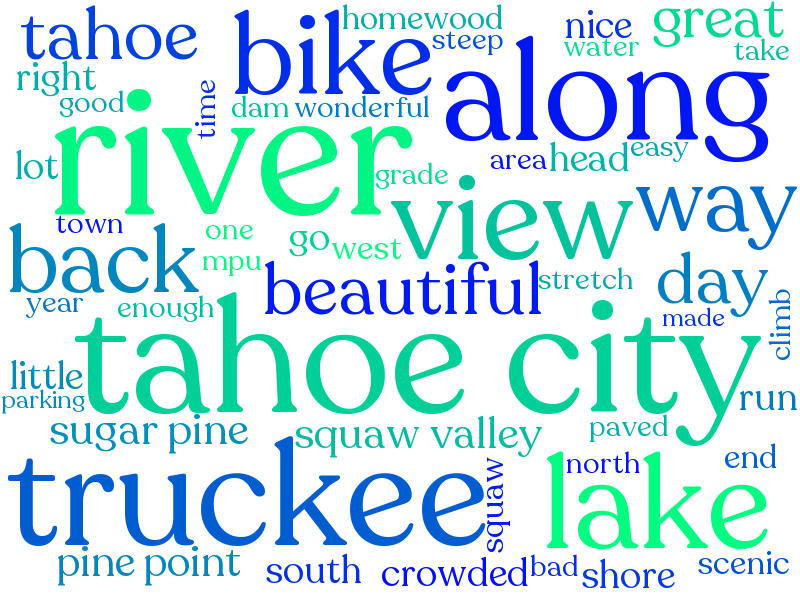 tahoe
bike
homewood
steep
nice
water
great
take
right
good
time
dam
wonderful
along
river
lot
grade
area
head
easy
town
one
mpu
go
west
view
way
back
year
enough
beautiful
stretch
day
made
climb
tahoe city
little
parking
run
sugar pine
squaw valley
paved
truckee
squaw
north
end
lake
pine point
south
crowded
bad
shore
scenic